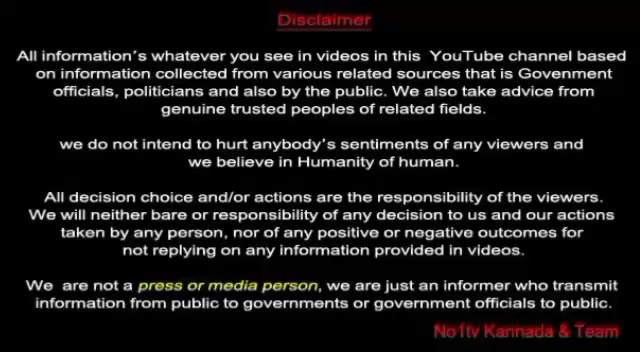 Disclaimer
All information's whatever you see in videos in this YouTube channel based
on information collected from various related sources that is Govenment
officials, politicians and also by the public. We also take advice from
genuine trusted peoples of related fields.
we do not intend to hurt anybody's sentiments of any viewers and
we believe in Humanity of human.
All decision choice and/or actions are the responsibility of the viewers.
We will neither bare or responsibility of any decision to us and our actions
taken by any person, nor of any positive or negative outcomes for
not replying on any information provided in videos.
We are not a press or media person, we are just an informer who transmit
information from public to governments or government officials to public.
No1tv Kannada & Team